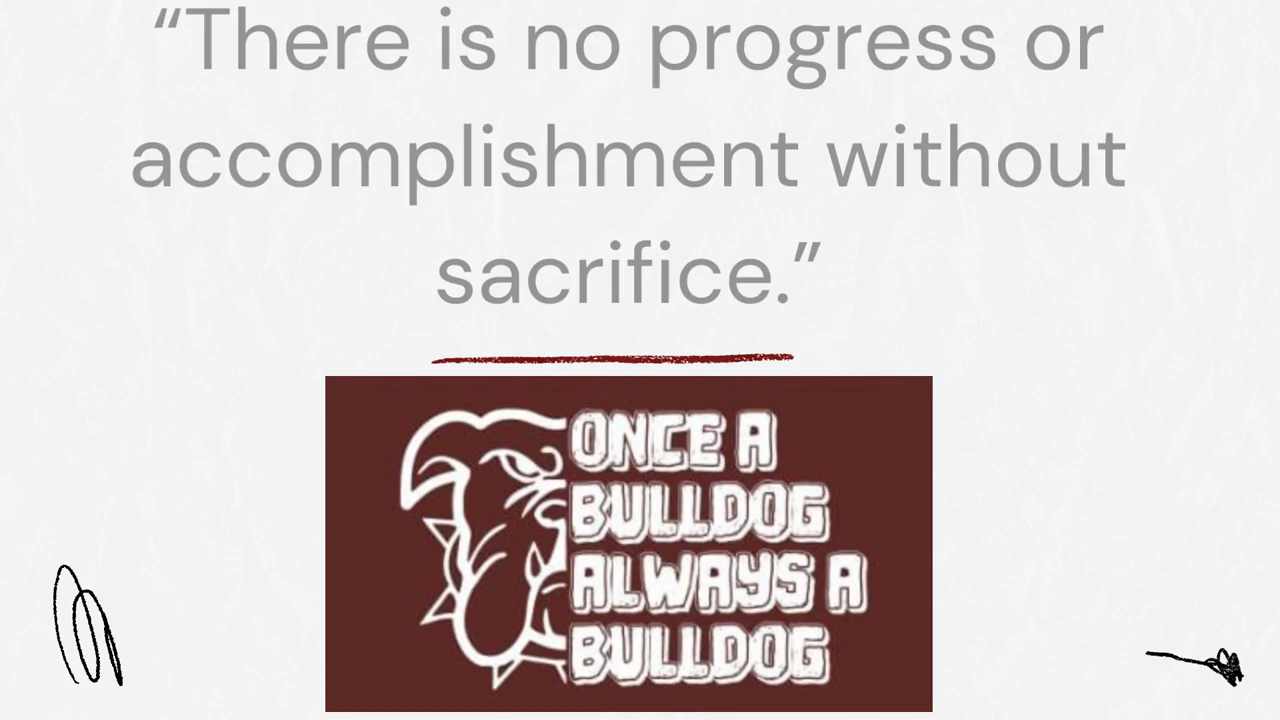 “There is no progress or
accomplishment without
sacrifice.”
ONCE A
BULLDOG
ALWAYS A
BULLDOG